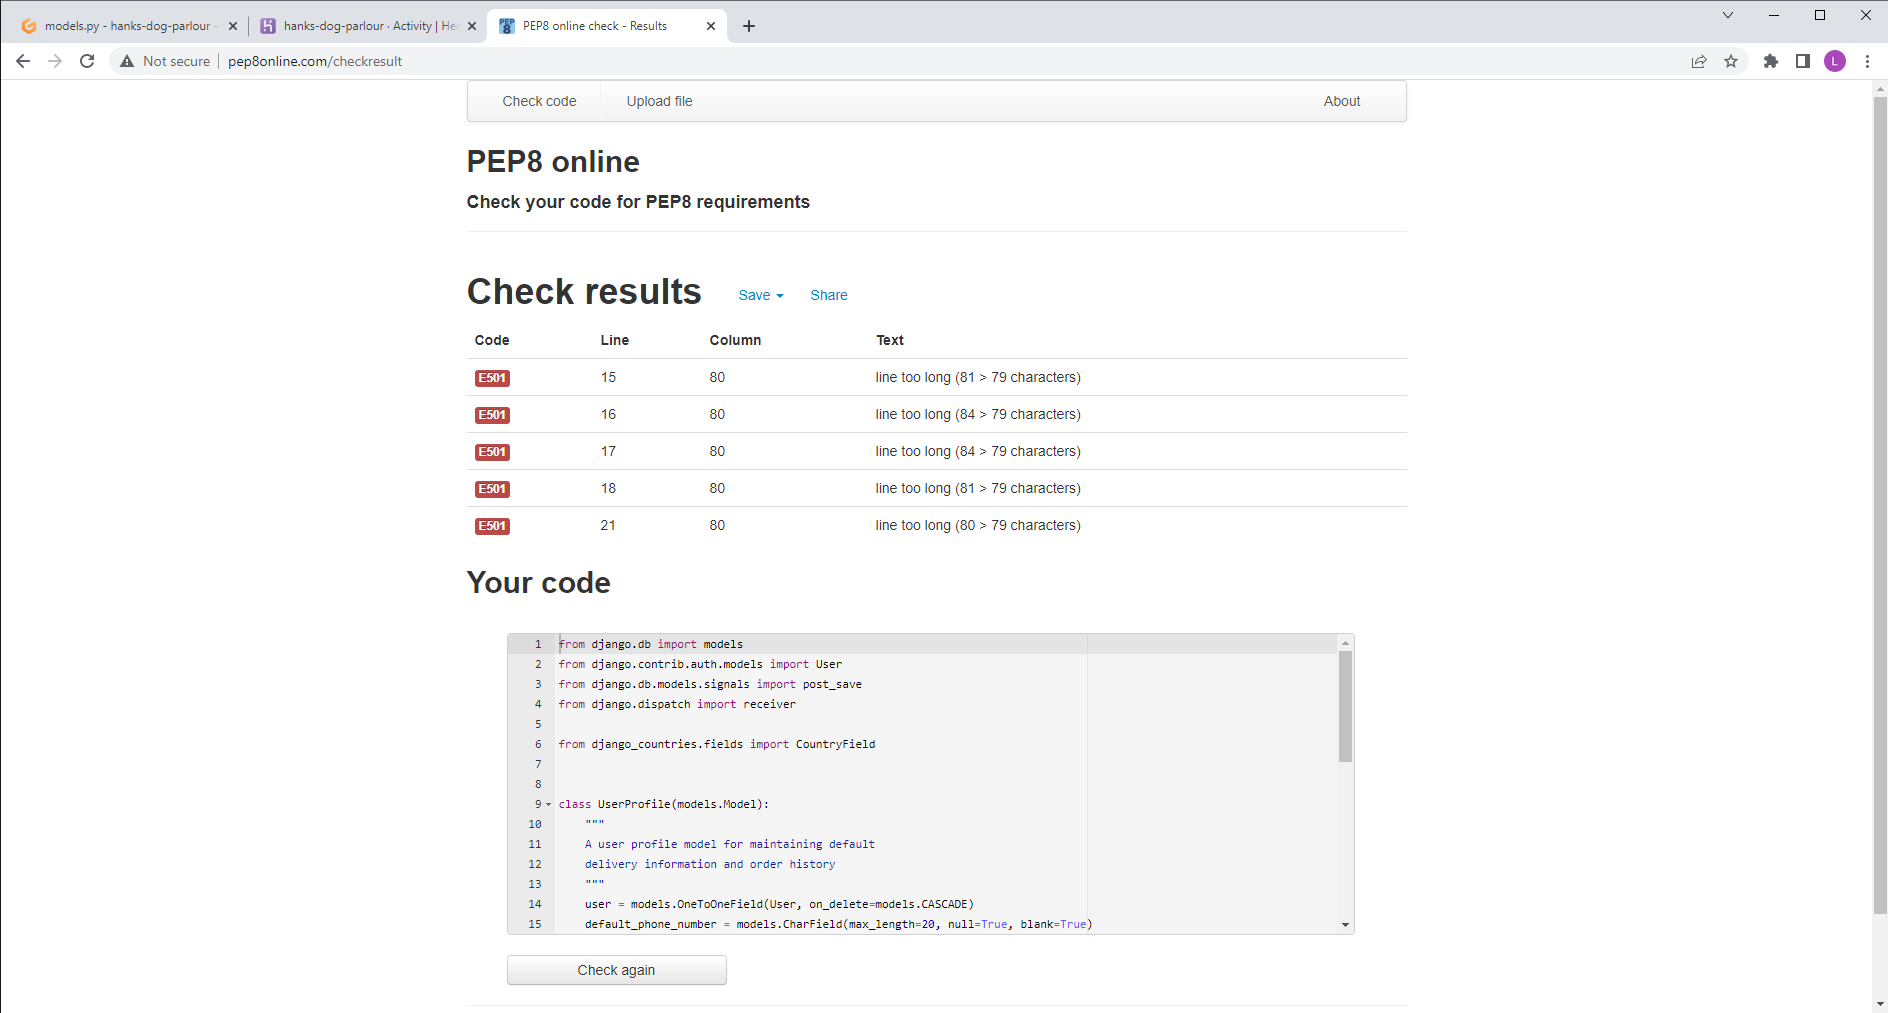 models.py - hanks-dog-parlour -
hanks-dog-parlour · Activity | He
PEP8 online check - Results
Not secure
pep8online.com/checkresult
L
Check code
Upload file
About
PEP8 online
Check your code for PEP8 requirements
Check results
Save
Share
Code Line Column Text
E501 15 80 line too long (81 > 79 characters)
E501 16 80 line too long (84 > 79 characters)
E501 17 80 line too long (84 > 79 characters)
E501 18 80 line too long (81 > 79 characters)
E501 21 80 line too long (80 > 79 characters)
Your code
1 from django.db import models
2 from django.contrib.auth.models import User
3 from django.db.models.signals import post_save
4 from django.dispatch import receiver
5
6 from django_countries.fields import CountryField
7
8
9 class UserProfile(models.Model):
10 """
11 A user profile model for maintaining default
12 delivery information and order history
13 """
14 user = models.OneToOneField(User, on_delete=models.CASCADE)
15 default_phone_number = models.CharField(max_length=20, null=True, blank=True)
Check again